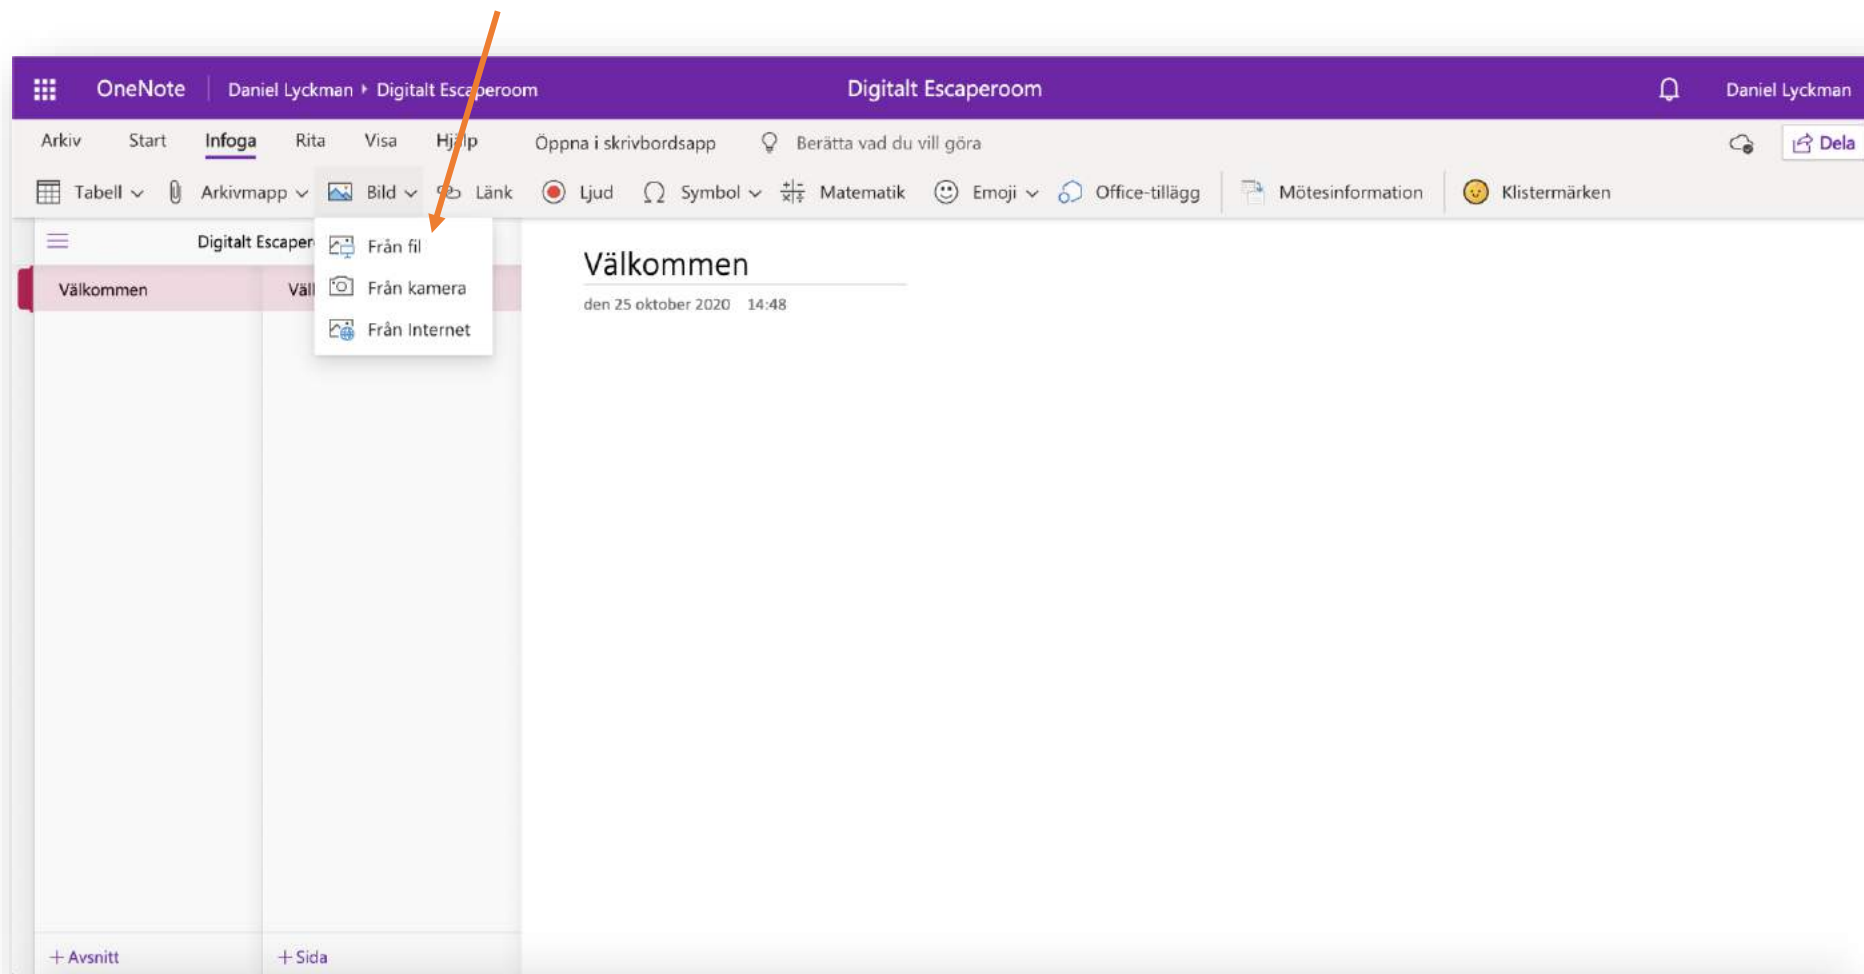 OneNote Daniel Lyckman Digitalt Escaperoom Digitalt Escaperoom Daniel Lyckman
Arkiv Start Infoga Rita Visa Hjälp Öppna i skrivbordsapp Berätta vad du vill göra Dela
Tabell Arkivmapp Bild Länk Ljud Symbol Matematik Emoji Office-tillägg Mötesinformation Klistermärken
Digitalt Escaper
Från fil
Välkommen
Välkommen Väll Från kamera
den 25 oktober 2020 14:48
Från Internet
+ Avsnitt + Sida